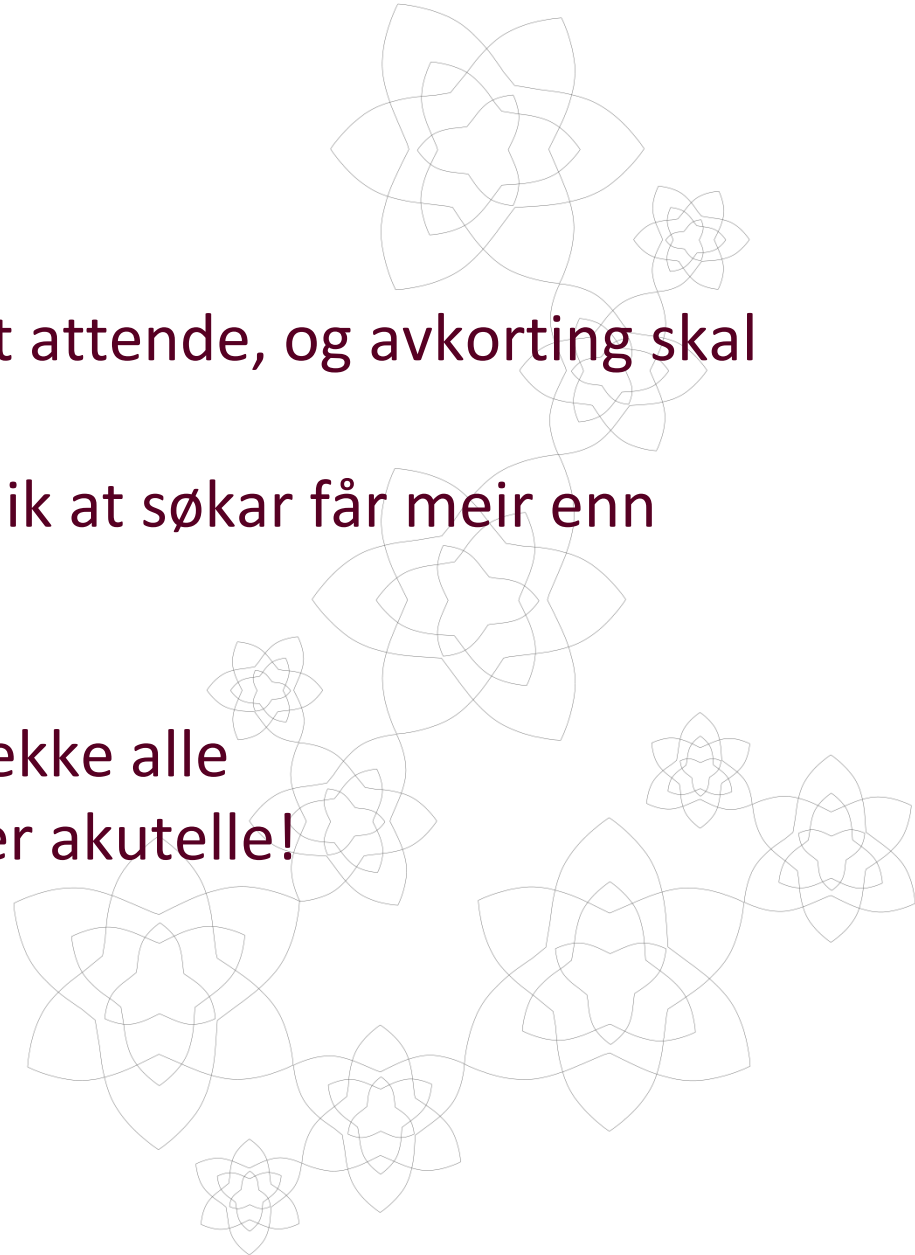 t attende, og avkorting skal
ik at søkar får meir enn
ekke alle
er akutelle!